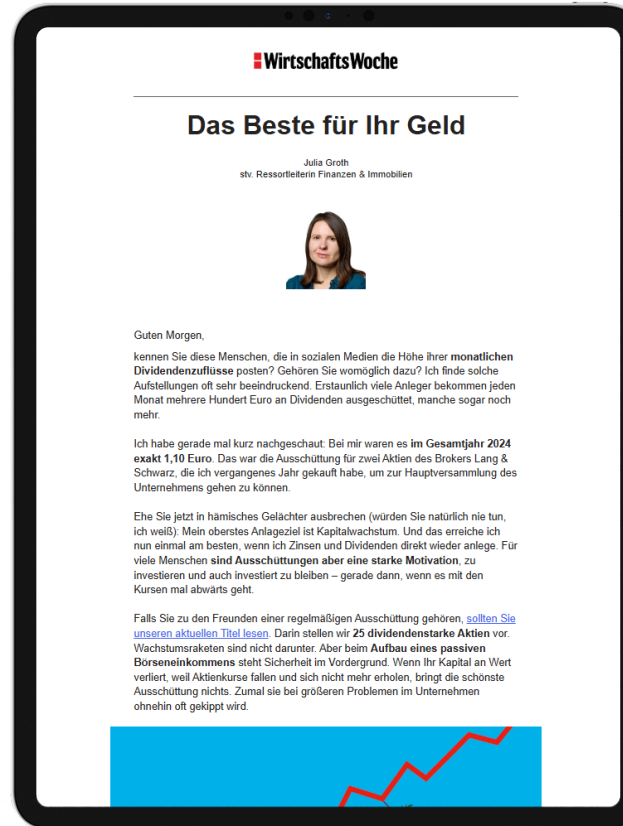 WirtschaftsWoche
Das Beste für Ihr Geld
Julia Groth
stv. Ressortleiterin Finanzen & Immobilien
Guten Morgen,
kennen Sie diese Menschen, die in sozialen Medien die Höhe ihrer monatlichen
Dividendenzuflüsse posten? Gehören Sie womöglich dazu? Ich finde solche
Aufstellungen oft sehr beeindruckend. Erstaunlich viele Anleger bekommen jeden
Monat mehrere Hundert Euro an Dividenden ausgeschüttet, manche sogar noch
mehr.
Ich habe gerade mal kurz nachgeschaut: Bei mir waren es im Gesamtjahr 2024
exakt 1,10 Euro. Das war die Ausschüttung für zwei Aktien des Brokers Lang &
Schwarz, die ich vergangenes Jahr gekauft habe, um zur Hauptversammlung des
Unternehmens gehen zu können.
Ehe Sie jetzt in hämisches Gelächter ausbrechen (würden Sie natürlich nie tun,
ich weiß): Mein oberstes Anlageziel ist Kapitalwachstum. Und das erreiche ich
nun einmal am besten, wenn ich Zinsen und Dividenden direkt wieder anlege. Für
viele Menschen sind Ausschüttungen aber eine starke Motivation, zu
investieren und auch investiert zu bleiben – gerade dann, wenn es mit den
Kursen mal abwärts geht.
Falls Sie zu den Freunden einer regelmäßigen Ausschüttung gehören, sollten Sie
unseren aktuellen Titel lesen. Darin stellen wir 25 dividendenstarke Aktien vor.
Wachstumsraketen sind nicht darunter. Aber beim Aufbau eines passiven
Börseneinkommens steht Sicherheit im Vordergrund. Wenn Ihr Kapital an Wert
verliert, weil Aktienkurse fallen und sich nicht mehr erholen, bringt die schönste
Ausschüttung nichts. Zumal sie bei größeren Problemen im Unternehmen
ohnehin oft gekippt wird.